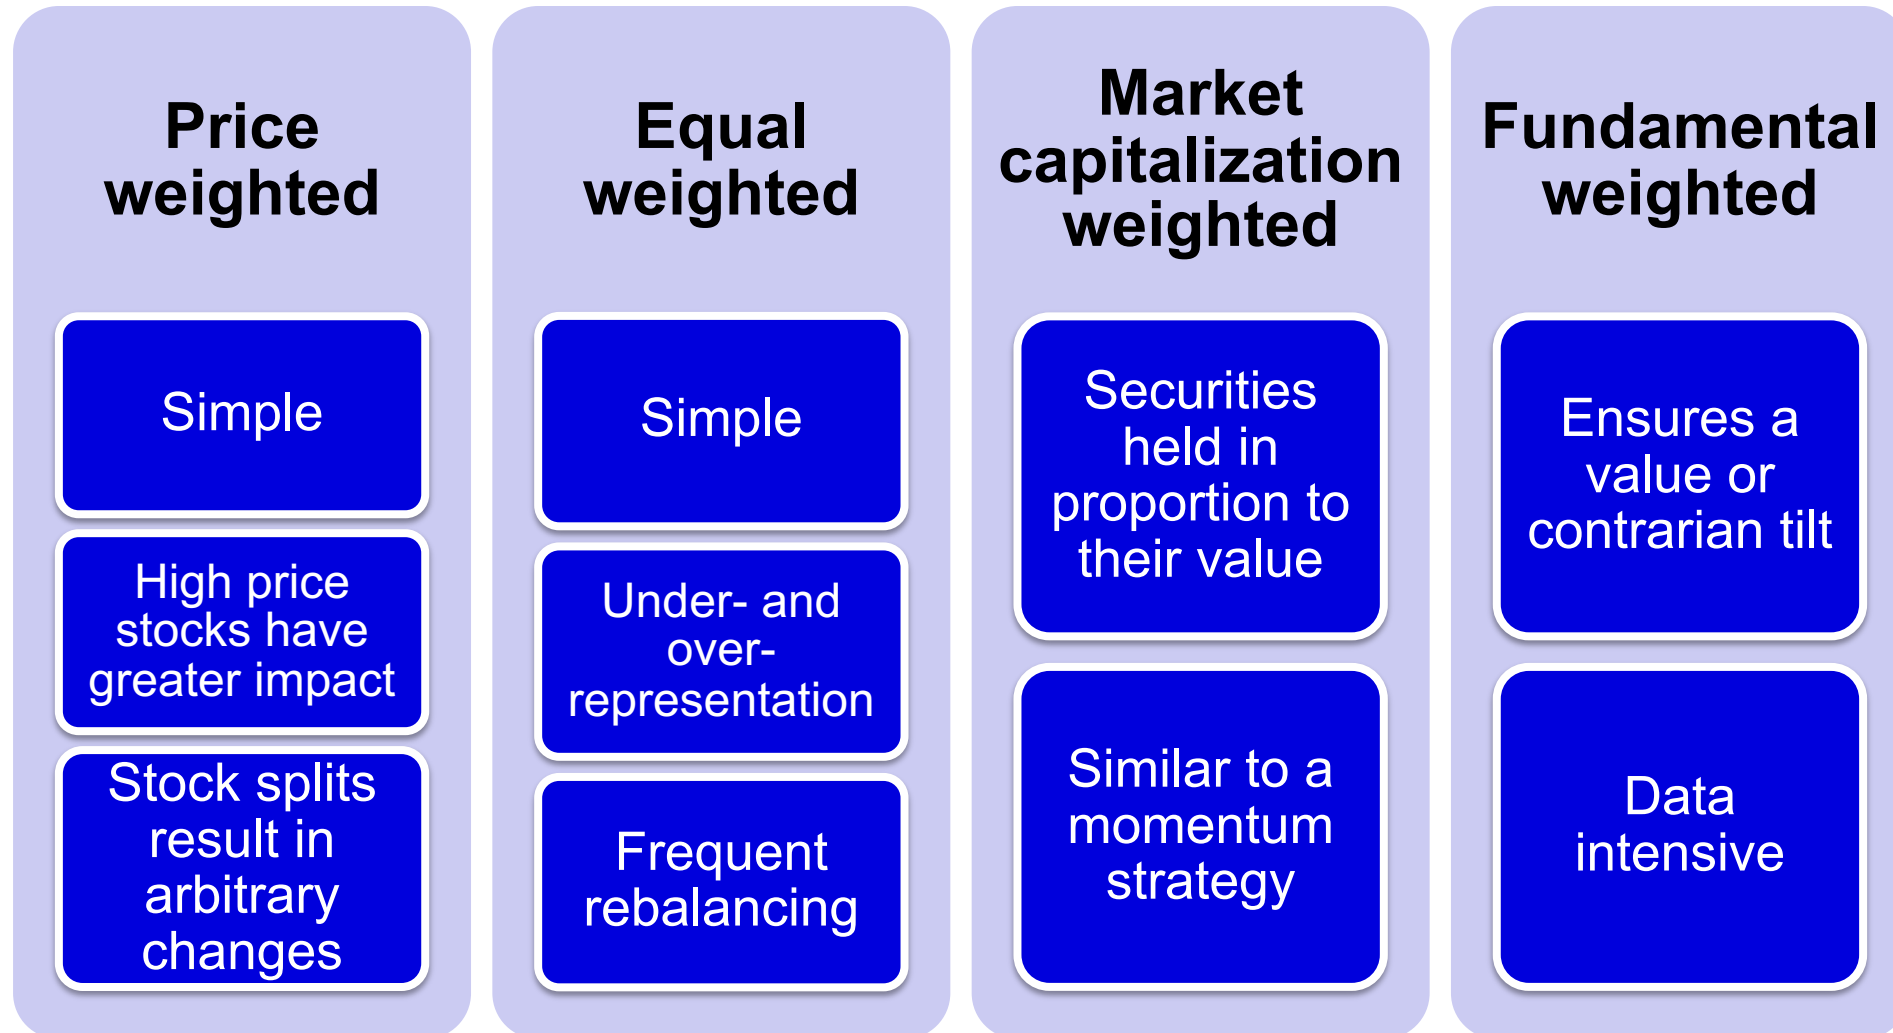 Price
weighted
Simple
High price
stocks have
greater impact
Stock splits
result in
arbitrary
changes
Equal
weighted
Simple
Under- and
over-
representation
Frequent
rebalancing
Market
capitalization
weighted
Securities
held in
proportion to
their value
Similar to a
momentum
strategy
Fundamental
weighted
Ensures a
value or
contrarian tilt
Data
intensive